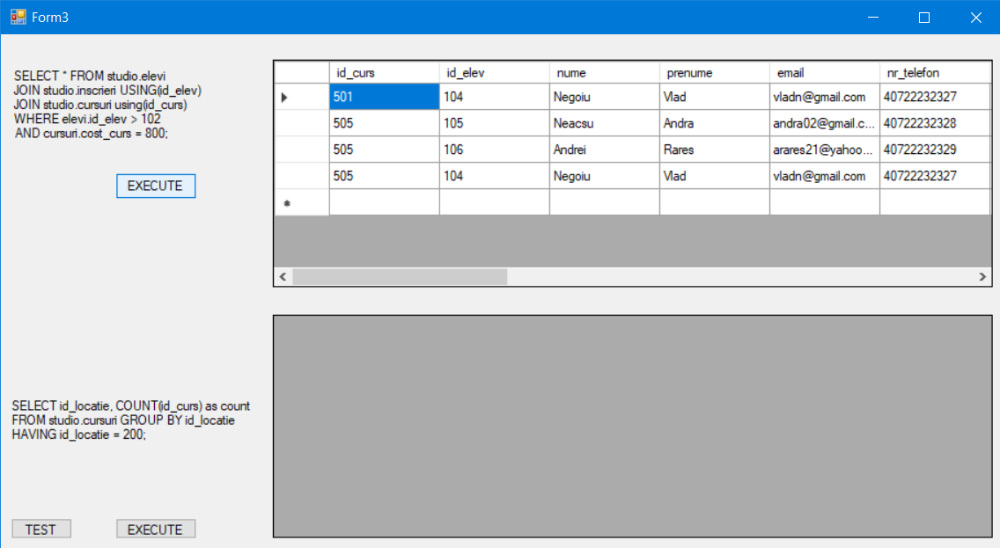 Form3
SELECT * FROM studio.elevi
JOIN studio.inscrieri USING(id_elev)
JOIN studio.cursuri using(id_curs)
WHERE elevi.id_elev > 102
AND cursuri.cost_curs = 800;
EXECUTE
id_curs id_elev nume prenume email nr_telefon
501 104 Negoiu Vlad vladn@gmail.com 40722232327
505 105 Neacsu Andra andra02@gmail.c... 40722232328
505 106 Andrei Rares arares21@yahoo... 40722232329
505 104 Negoiu Vlad vladn@gmail.com 40722232327
SELECT id_locatie, COUNT(id_curs) as count
FROM studio.cursuri GROUP BY id_locatie
HAVING id_locatie = 200;
TEST EXECUTE